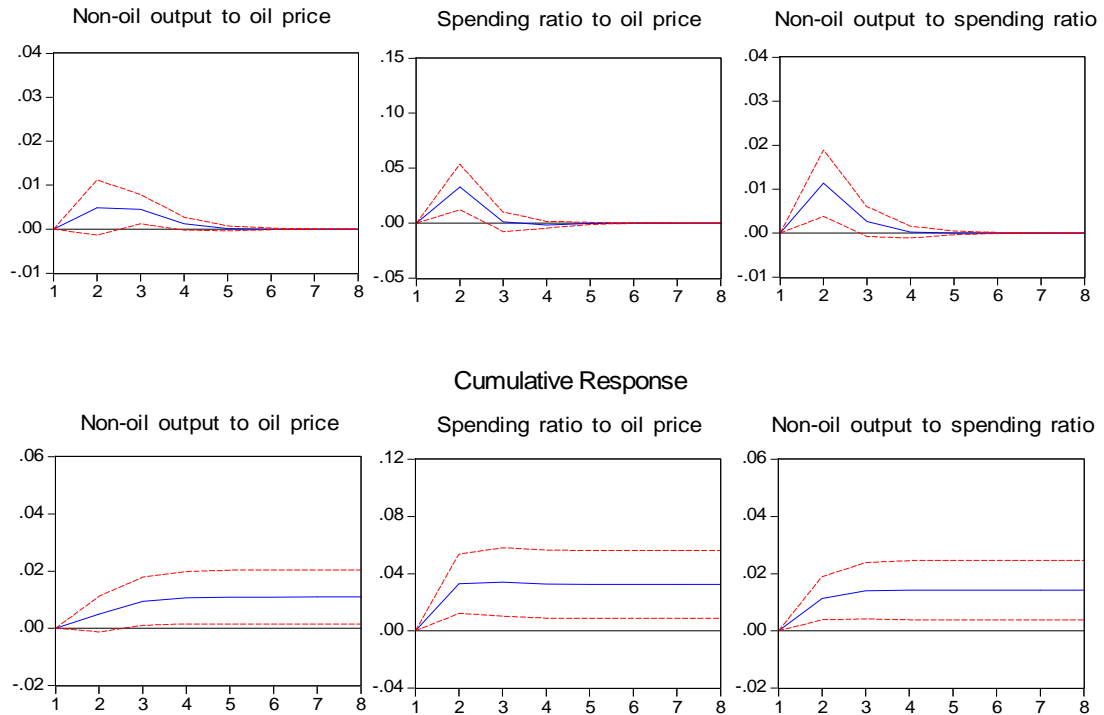 Non-oil output to oil price
.04
.03
.02
.01
.00
-.01
1 2 3 4 5 6 7 8
Spending ratio to oil price
.15
.10
.05
.00
-.05
1 2 3 4 5 6 7 8
Non-oil output to spending ratio
.04
.03
.02
.01
.00
-.01
1 2 3 4 5 6 7 8
Cumulative Response
Non-oil output to oil price
.06
.04
.02
.00
-.02
1 2 3 4 5 6 7 8
Spending ratio to oil price
.12
.08
.04
.00
-.04
1 2 3 4 5 6 7 8
Non-oil output to spending ratio
.06
.04
.02
.00
-.02
1 2 3 4 5 6 7 8